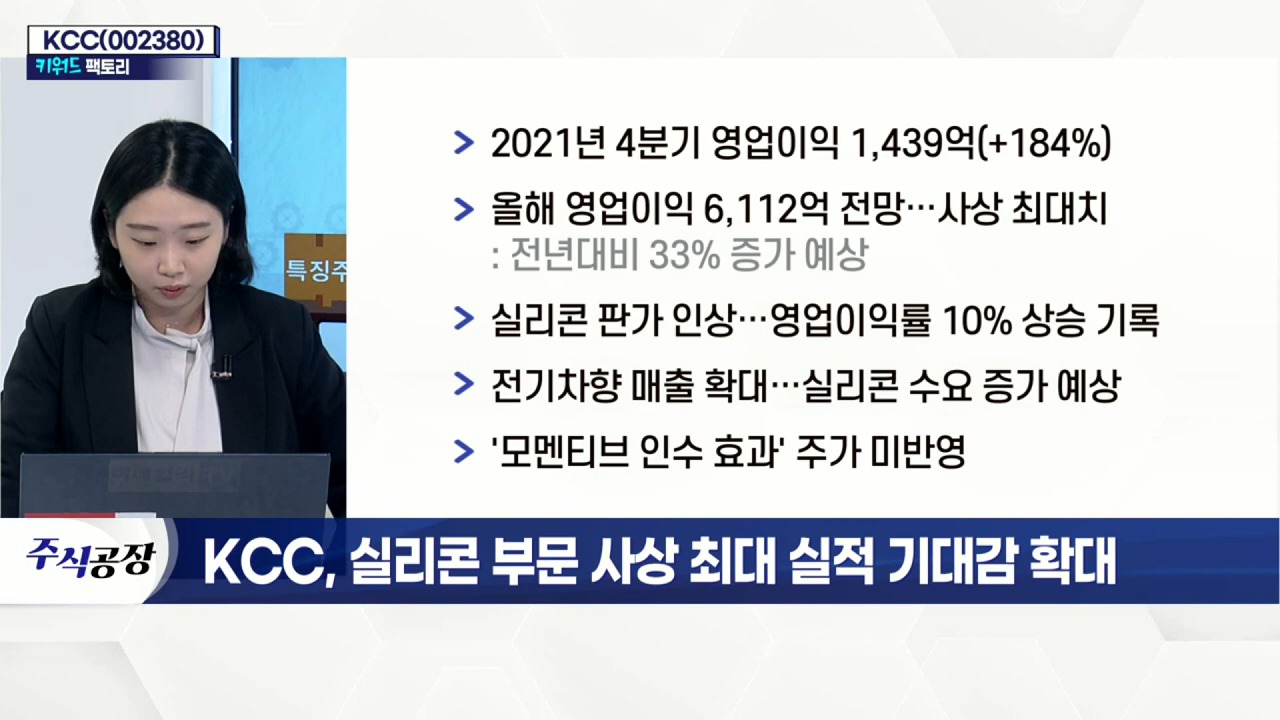 KCC(002380)
키워드 팩토리
특징주
> 2021년 4분기 영업이익 1,439억(+184%)
> 올해 영업이익 6,112억 전망…사상 최대치
: 전년대비 33% 증가 예상
> 실리콘 판가 인상…영업이익률 10% 상승 기록
> 전기차향 매출 확대…실리콘 수요 증가 예상
> '모멘티브 인수 효과' 주가 미반영
주식공장
KCC, 실리콘 부문 사상 최대 실적 기대감 확대